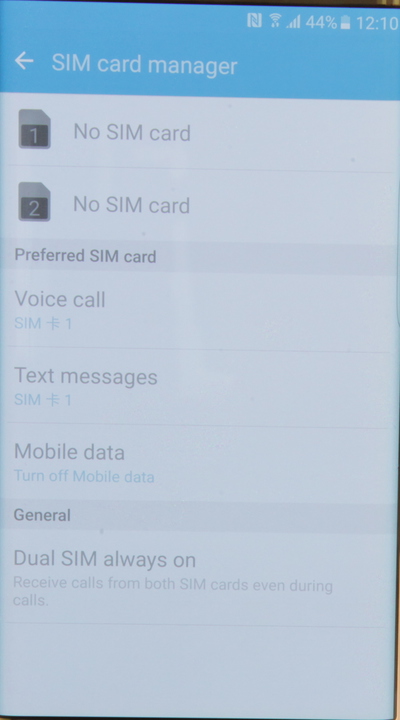 44% 12:10
SIM card manager
1 No SIM card
2 No SIM card
Preferred SIM card
Voice call
SIM 卡 1
Text messages
SIM 卡 1
Mobile data
Turn off Mobile data
General
Dual SIM always on
Receive calls from both SIM cards even during
calls.